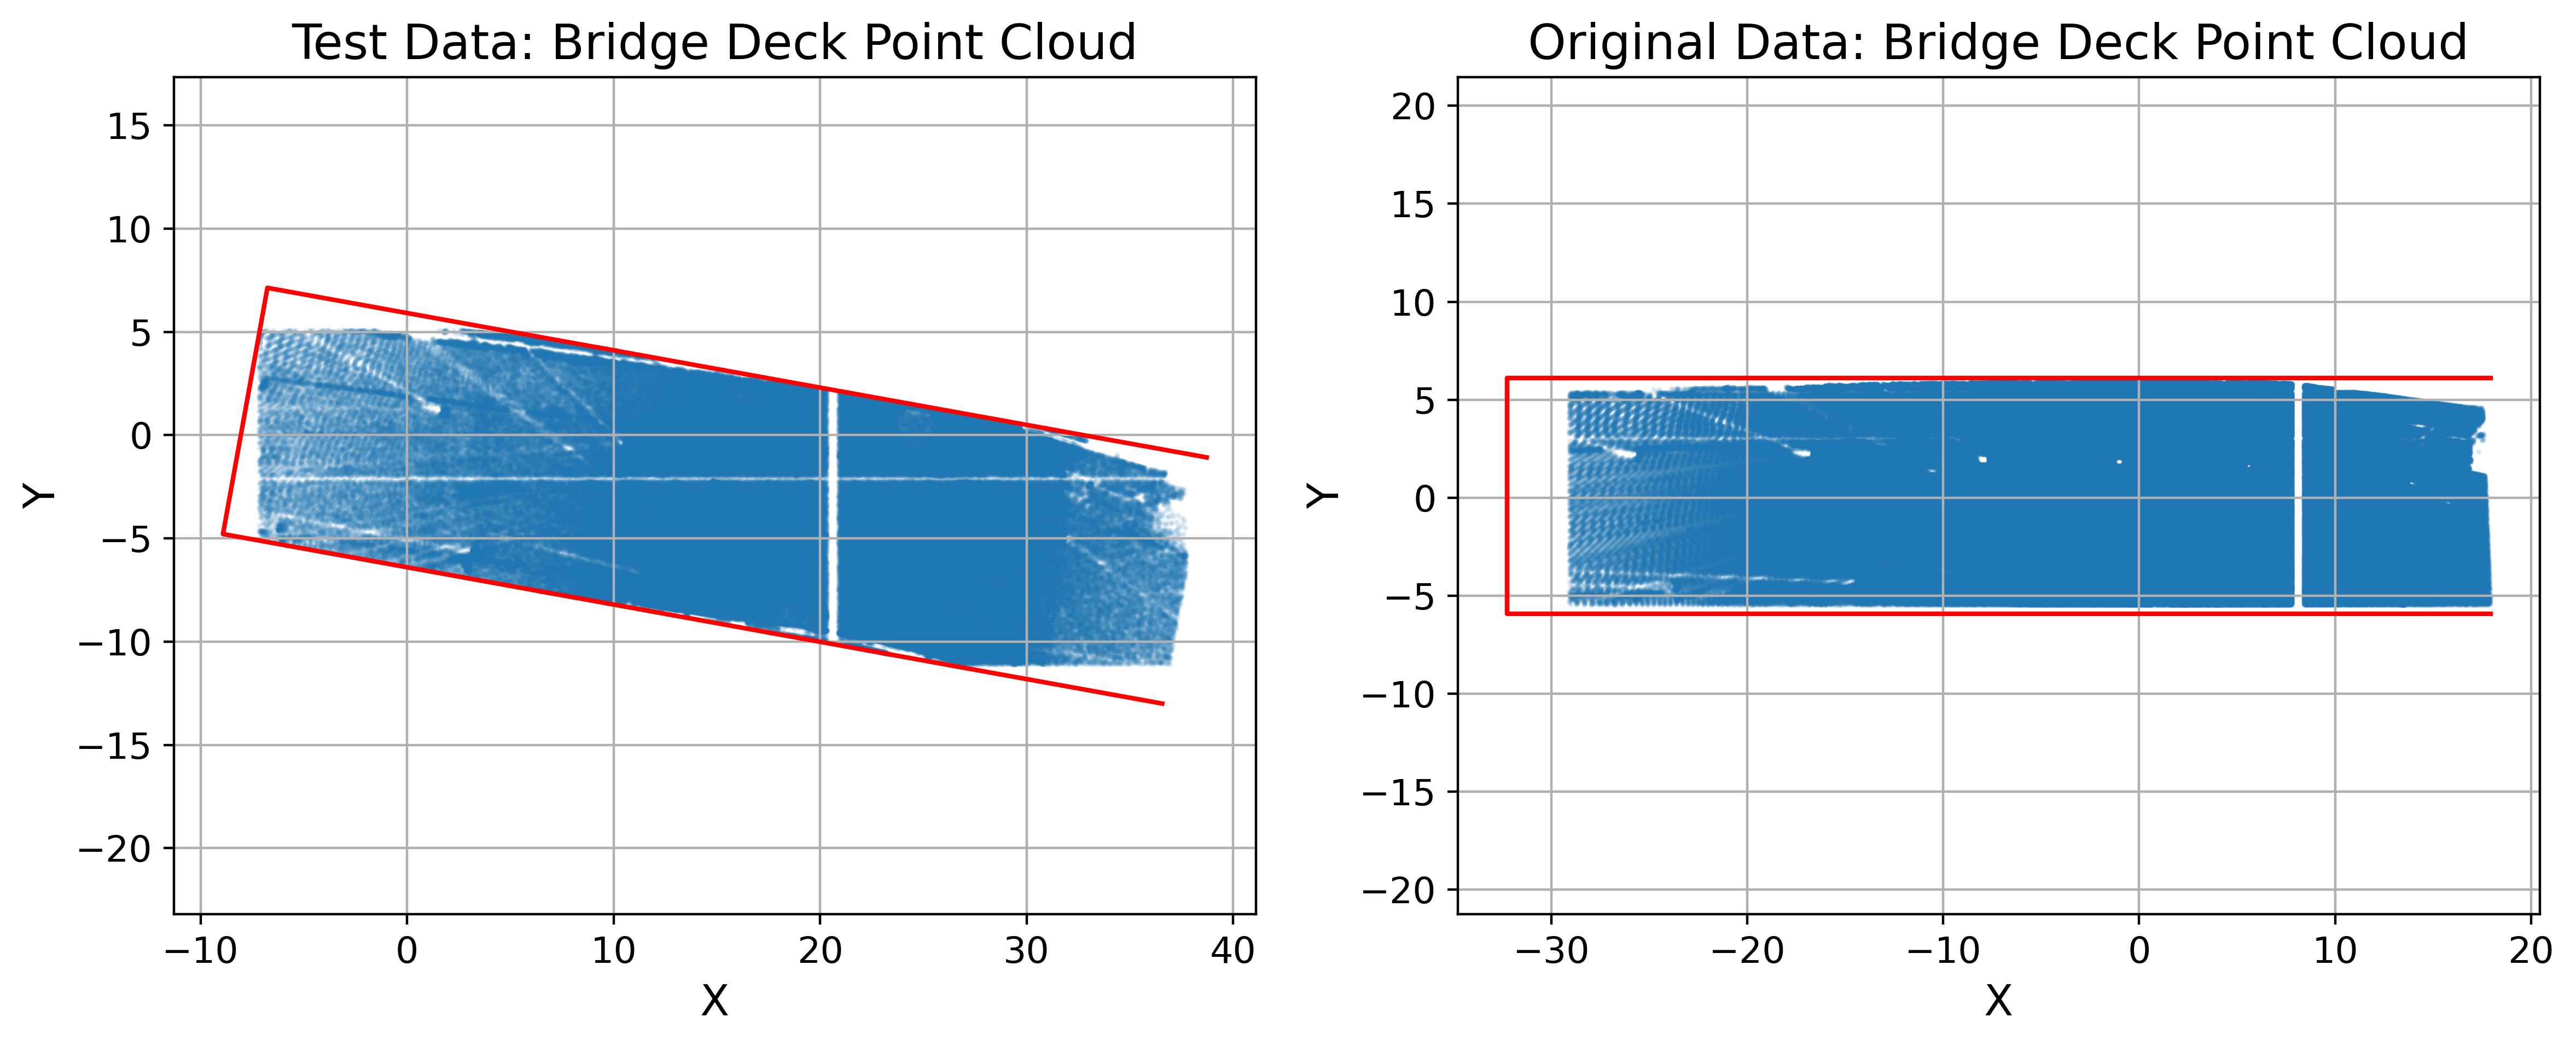 Test Data: Bridge Deck Point Cloud
15
10
5
0
−5
−10
−15
−20
Y
−10 0 10 20 30 40
X
Original Data: Bridge Deck Point Cloud
20
15
10
5
0
−5
−10
−15
−20
Y
−30 −20 −10 0 10 20
X